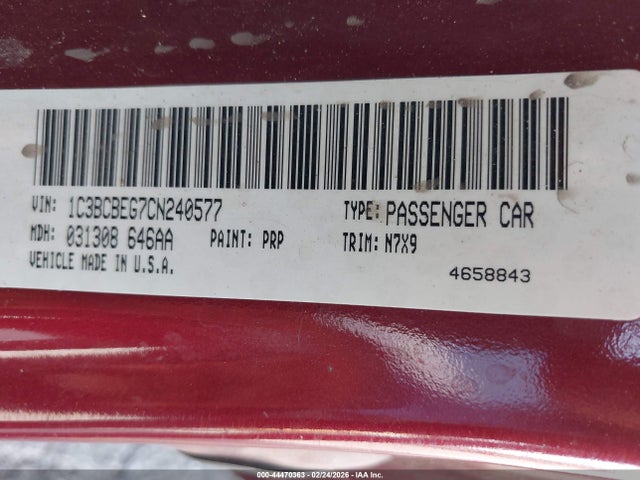 VIN: 1C3BCBEG7CN240577 TYPE: PASSENGER CAR
MDH: 031308 646AA PAINT: PRP TRIM: N7X9
VEHICLE MADE IN U.S.A.
4658843
000-44470363 - 02/24/2026 - IAA Inc.